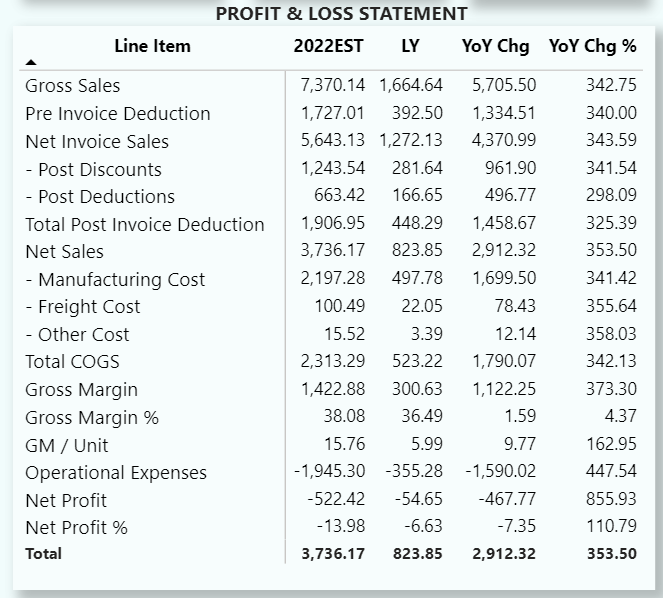 PROFIT & LOSS STATEMENT
Line Item 2022EST LY YoY Chg YoY Chg %
Gross Sales 7,370.14 1,664.64 5,705.50 342.75
Pre Invoice Deduction 1,727.01 392.50 1,334.51 340.00
Net Invoice Sales 5,643.13 1,272.13 4,370.99 343.59
- Post Discounts 1,243.54 281.64 961.90 341.54
- Post Deductions 663.42 166.65 496.77 298.09
Total Post Invoice Deduction 1,906.95 448.29 1,458.67 325.39
Net Sales 3,736.17 823.85 2,912.32 353.50
- Manufacturing Cost 2,197.28 497.78 1,699.50 341.42
- Freight Cost 100.49 22.05 78.43 355.64
- Other Cost 15.52 3.39 12.14 358.03
Total COGS 2,313.29 523.22 1,790.07 342.13
Gross Margin 1,422.88 300.63 1,122.25 373.30
Gross Margin % 38.08 36.49 1.59 4.37
GM / Unit 15.76 5.99 9.77 162.95
Operational Expenses -1,945.30 -355.28 -1,590.02 447.54
Net Profit -522.42 -54.65 -467.77 855.93
Net Profit % -13.98 -6.63 -7.35 110.79
Total 3,736.17 823.85 2,912.32 353.50